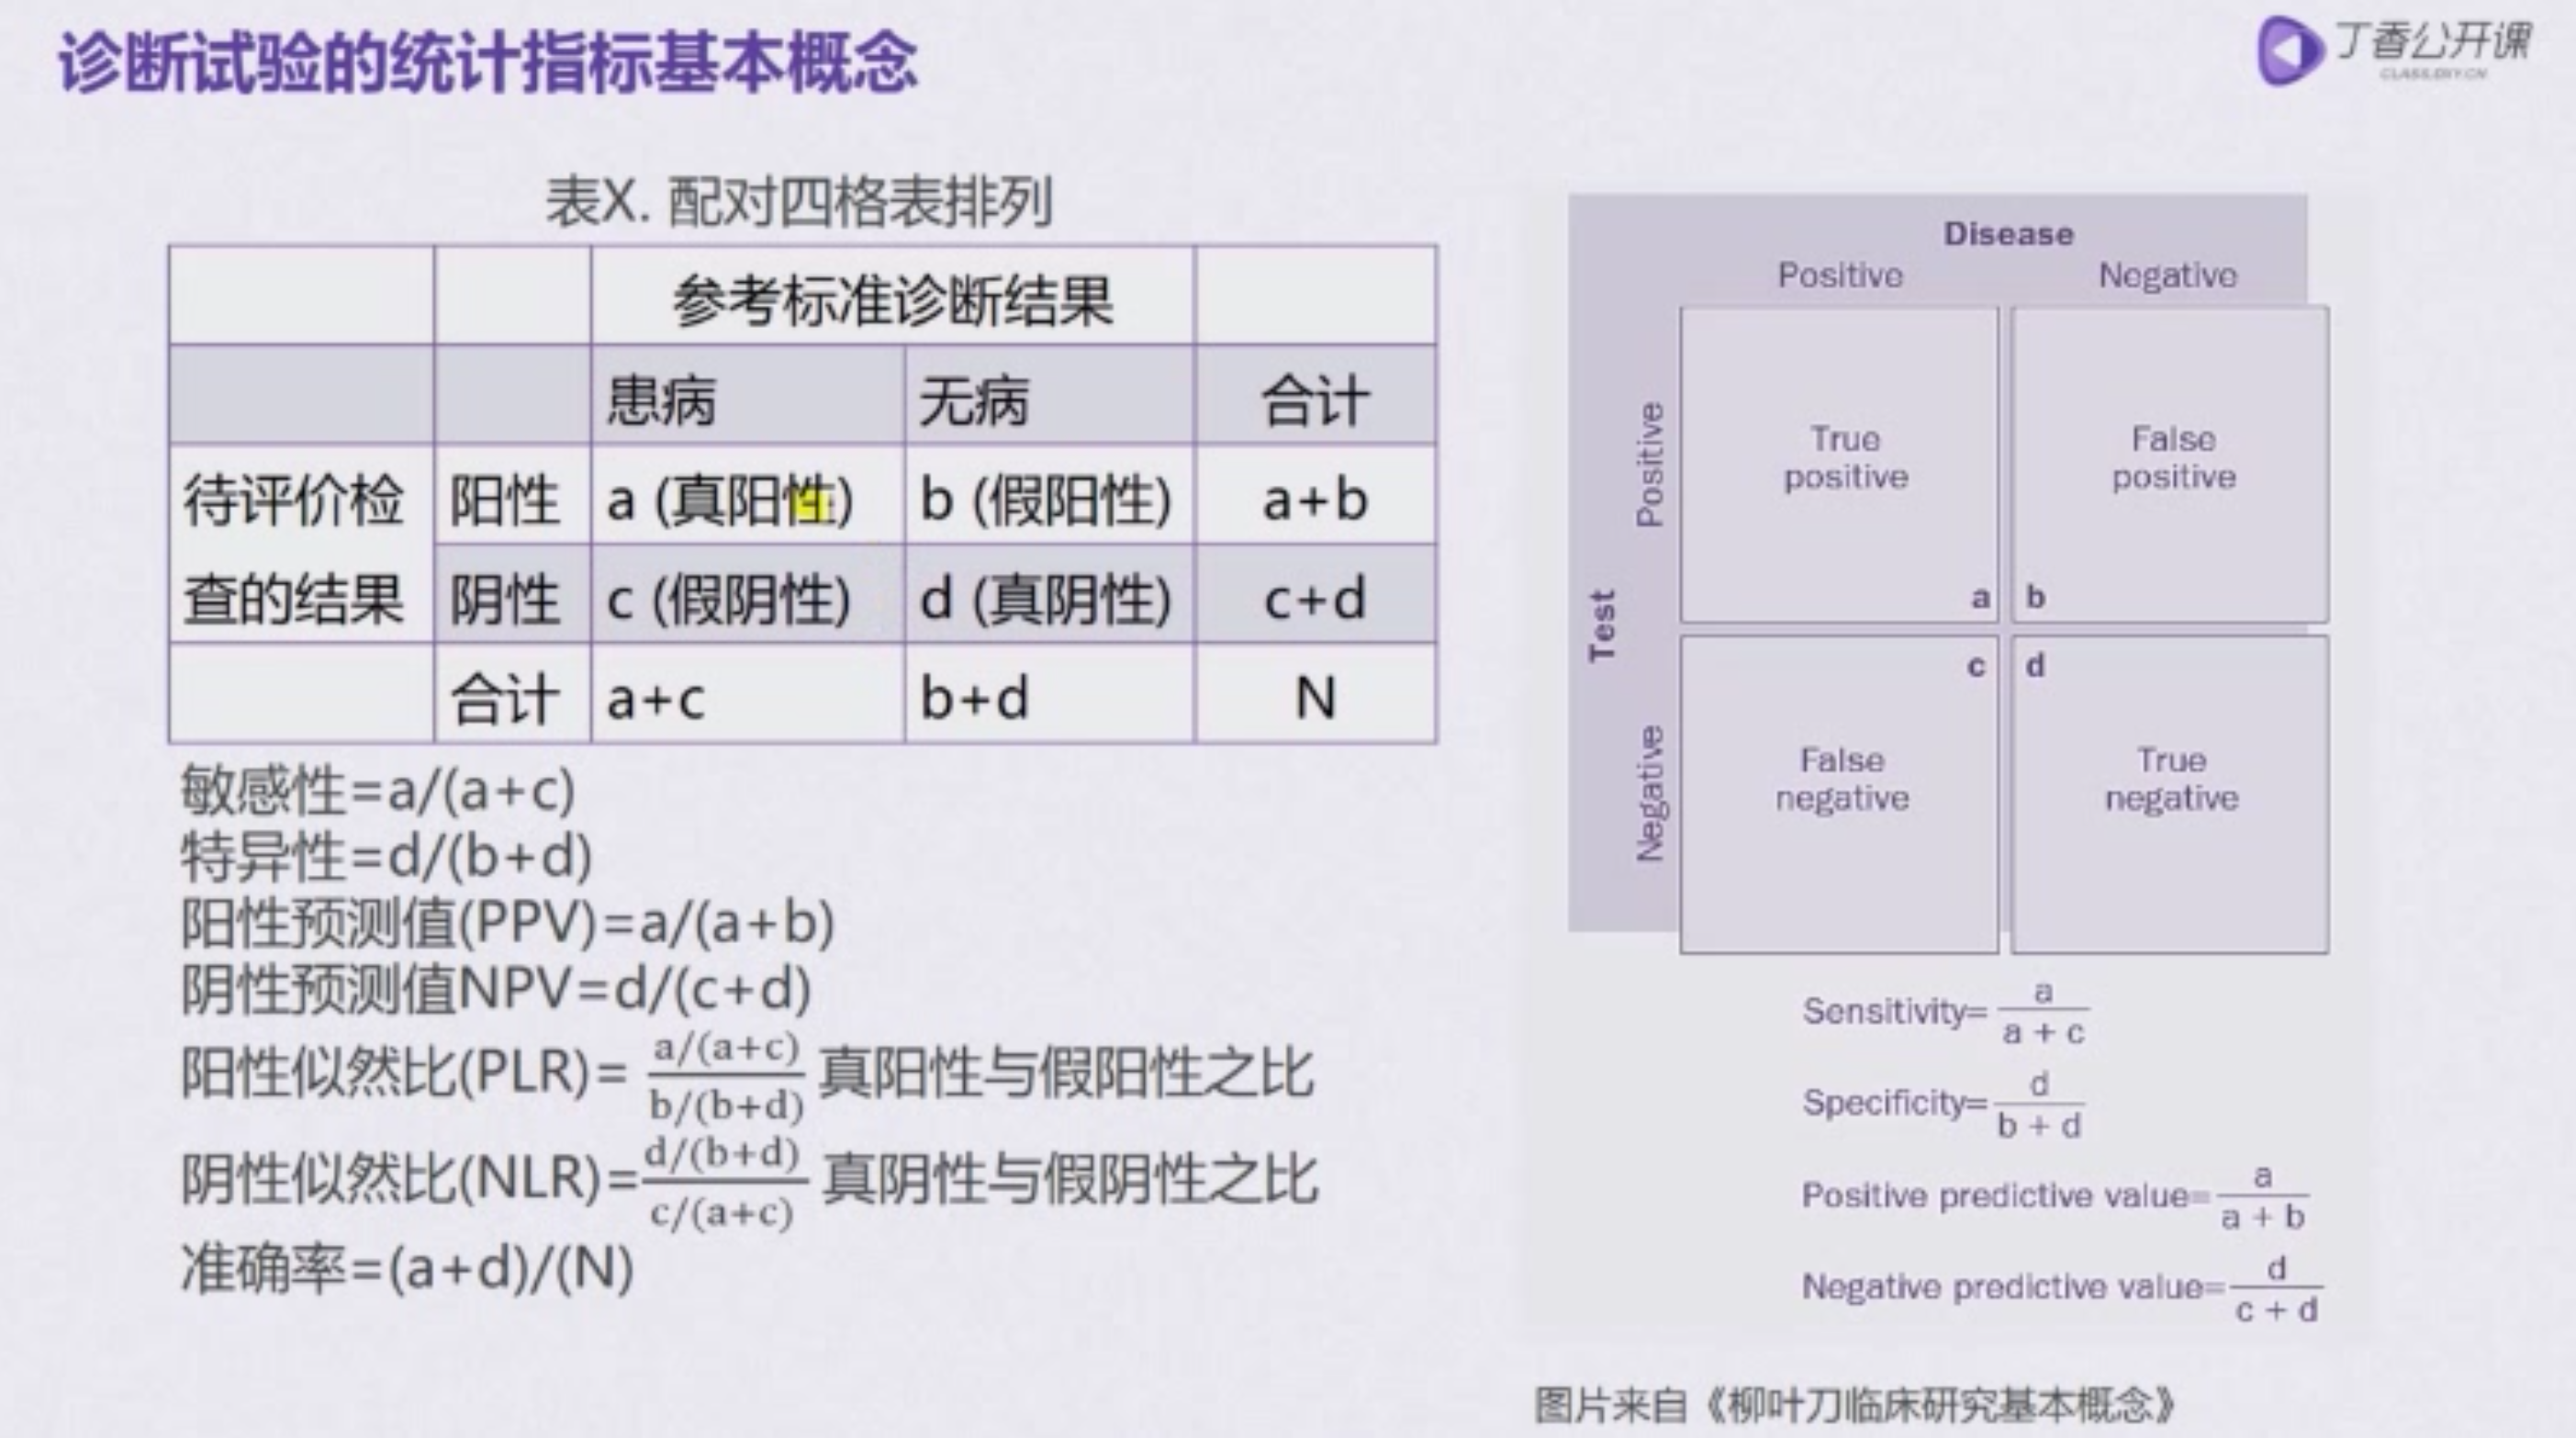 诊断试验的统计指标基本概念
丁香公开课
CLASS.DXY.CN
表X. 配对四格表排列
参考标准诊断结果
患病 无病 合计
待评价检查的结果 阳性 a (真阳性) b (假阳性) a+b
阴性 c (假阴性) d (真阴性) c+d
合计 a+c b+d N
敏感性=a/(a+c)
特异性=d/(b+d)
阳性预测值(PPV)=a/(a+b)
阴性预测值NPV=d/(c+d)
阳性似然比(PLR)= a/(a+c) / b/(b+d) 真阳性与假阳性之比
阴性似然比(NLR)= d/(b+d) / c/(a+c) 真阴性与假阴性之比
准确率=(a+d)/(N)
Disease
Positive Negative
Test
Positive
True positive a
False positive b
Negative
False negative c
True negative d
Sensitivity= a / a + c
Specificity= d / b + d
Positive predictive value= a / a + b
Negative predictive value= d / c + d
图片来自《柳叶刀临床研究基本概念》